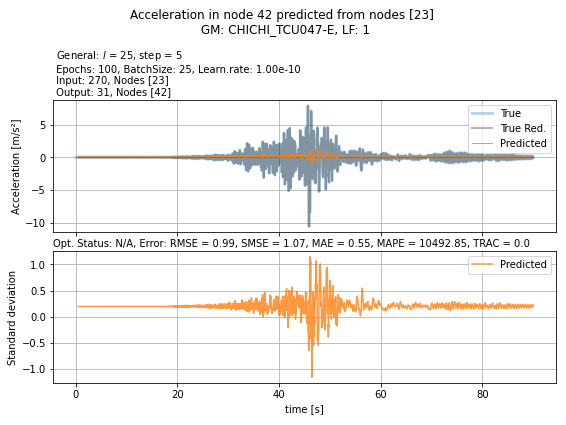 Acceleration in node 42 predicted from nodes [23]
GM: CHICHI_TCU047-E, LF: 1
General: l = 25, step = 5
Epochs: 100, BatchSize: 25, Learn.rate: 1.00e-10
Input: 270, Nodes [23]
Output: 31, Nodes [42]
Acceleration [m/s²]
5
0
−5
−10
True
True Red.
Predicted
Opt. Status: N/A, Error: RMSE = 0.99, SMSE = 1.07, MAE = 0.55, MAPE = 10492.85, TRAC = 0.0
Standard deviation
1.0
0.5
0.0
−0.5
−1.0
Predicted
0 20 40 60 80
time [s]